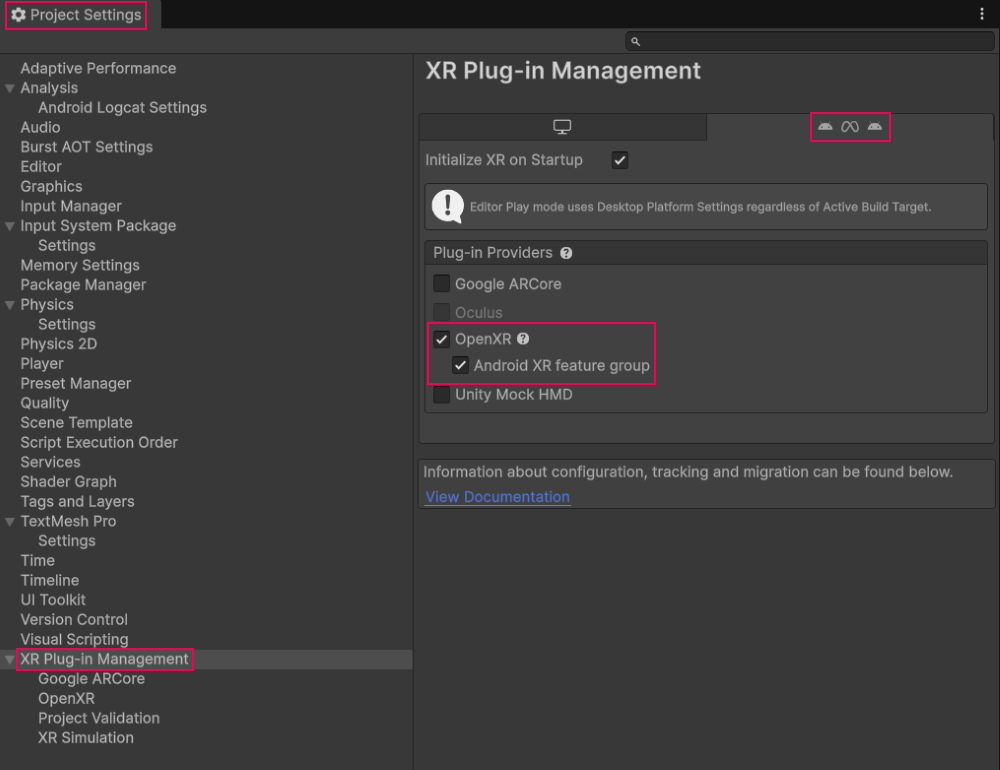 Project Settings
Adaptive Performance
Analysis
Android Logcat Settings
Audio
Burst AOT Settings
Editor
Graphics
Input Manager
Input System Package
Settings
Memory Settings
Package Manager
Physics
Settings
Physics 2D
Player
Preset Manager
Quality
Scene Template
Script Execution Order
Services
Shader Graph
Tags and Layers
TextMesh Pro
Settings
Time
Timeline
UI Toolkit
Version Control
Visual Scripting
XR Plug-in Management
Google ARCore
OpenXR
Project Validation
XR Simulation
XR Plug-in Management
Initialize XR on Startup
Editor Play mode uses Desktop Platform Settings regardless of Active Build Target.
Plug-in Providers
Google ARCore
Oculus
OpenXR
Android XR feature group
Unity Mock HMD
Information about configuration, tracking and migration can be found below.
View Documentation